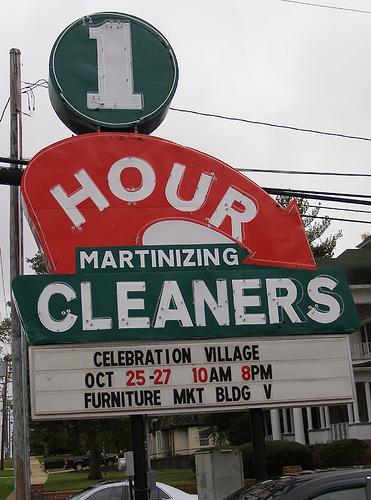 1
HOUR
MARTINIZING
CLEANERS
CELEBRATION VILLAGE
OCT 25-27 10AM 8PM
FURNITURE MKT BLDG V